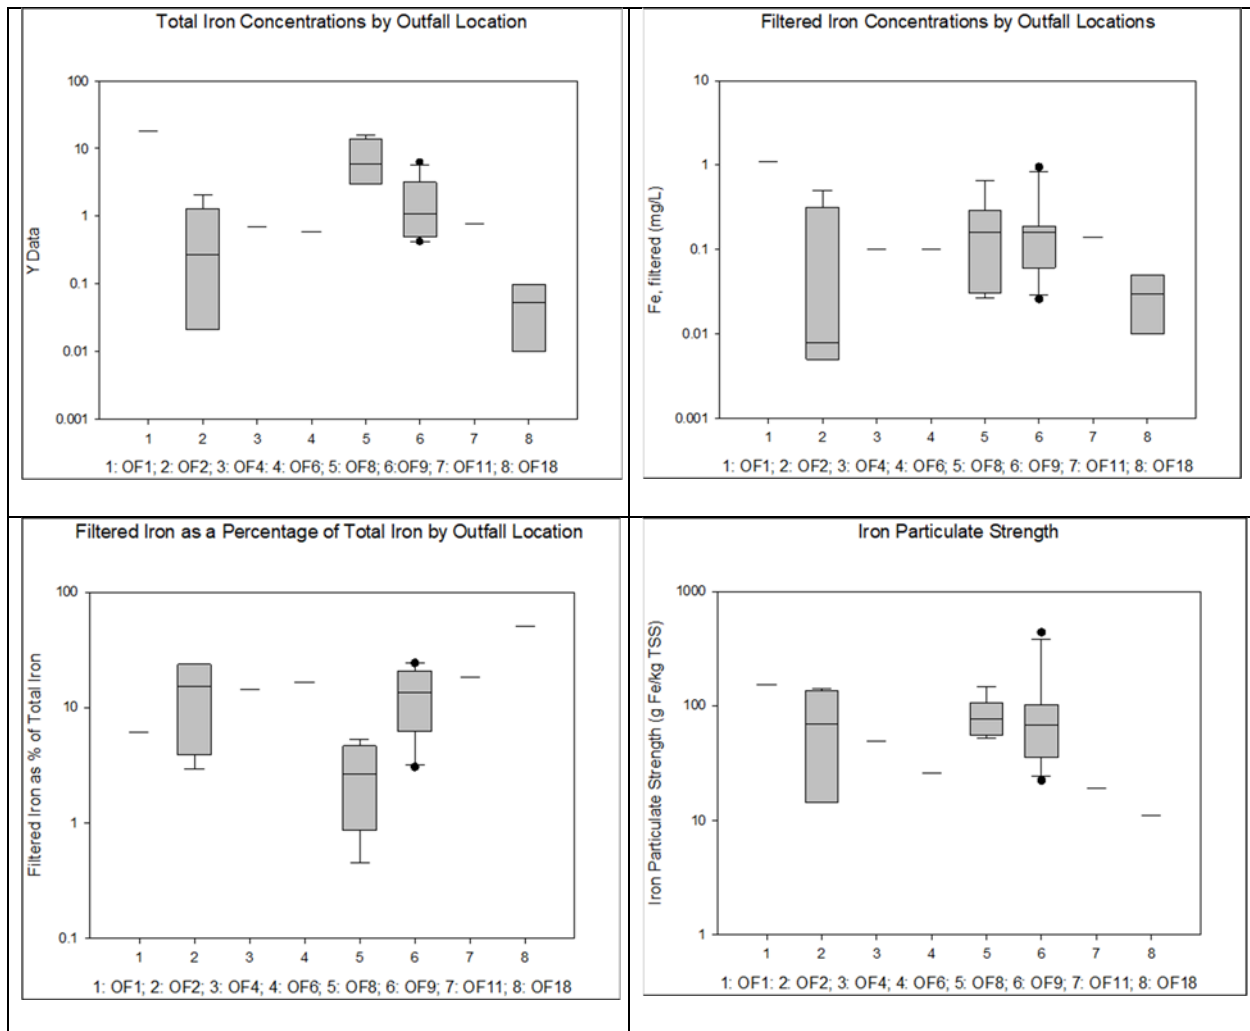 Total Iron Concentrations by Outfall Location
100
10
1
0.1
0.01
0.001
Y Data
1 2 3 4 5 6 7 8
1: OF1; 2: OF2; 3: OF4; 4: OF6; 5: OF8; 6:OF9; 7: OF11; 8: OF18
Filtered Iron Concentrations by Outfall Locations
10
1
0.1
0.01
0.001
Fe, filtered (mg/L)
1 2 3 4 5 6 7 8
1: OF1; 2: OF2; 3: OF4; 4: OF6; 5: OF8; 6: OF9; 7: OF11; 8: OF18
Filtered Iron as a Percentage of Total Iron by Outfall Location
100
10
1
0.1
Filtered Iron as % of Total Iron
1 2 3 4 5 6 7 8
1: OF1; 2: OF2; 3: OF4; 4: OF6; 5: OF8; 6: OF9; 7: OF11; 8: OF18
Iron Particulate Strength
1000
100
10
1
Iron Particulate Strength (g Fe/kg TSS)
1 2 3 4 5 6 7 8
1: OF1: 2: OF2; 3: OF4; 4: OF6; 5: OF8; 6: OF9; 7: OF11; 8: OF18